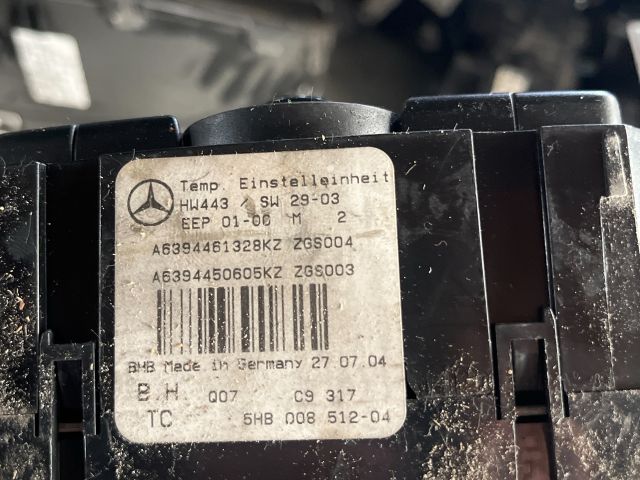 Temp. Einstelleinheit
HW443 / SW 29-03
EEP 01-00 M 2
A6394461328KZ ZGS004
A6394450605KZ ZGS003
BHB Made in Germany 27.07.04
B H Q07 C9 317
TC 5HB 008 512-04